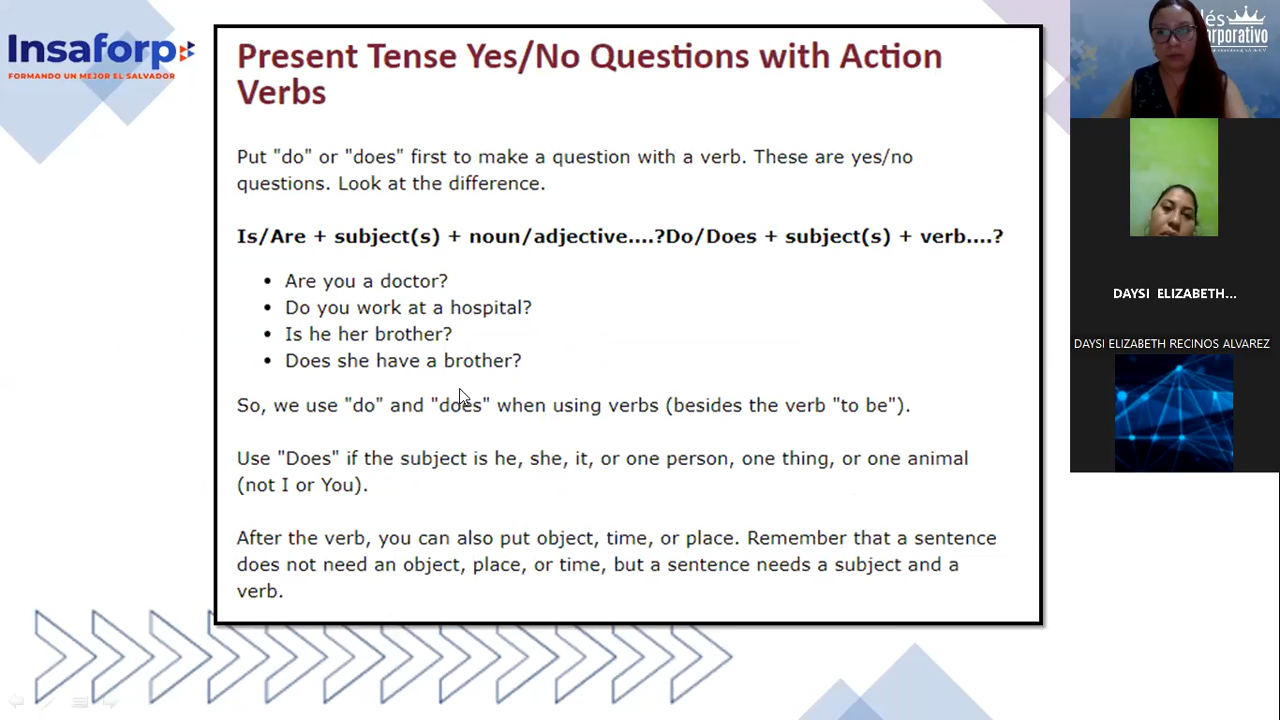 Insaforp
FORMANDO UN MEJOR EL SALVADOR
Present Tense Yes/No Questions with Action
Verbs
Put "do" or "does" first to make a question with a verb. These are yes/no
questions. Look at the difference.
Is/Are + subject(s) + noun/adjective....?Do/Does + subject(s) + verb....?
• Are you a doctor?
• Do you work at a hospital?
• Is he her brother?
• Does she have a brother?
So, we use "do" and "does" when using verbs (besides the verb "to be").
Use "Does" if the subject is he, she, it, or one person, one thing, or one animal
(not I or You).
After the verb, you can also put object, time, or place. Remember that a sentence
does not need an object, place, or time, but a sentence needs a subject and a
verb.
lés
rporativo
DAYSI ELIZABETH...
DAYSI ELIZABETH RECINOS ALVAREZ